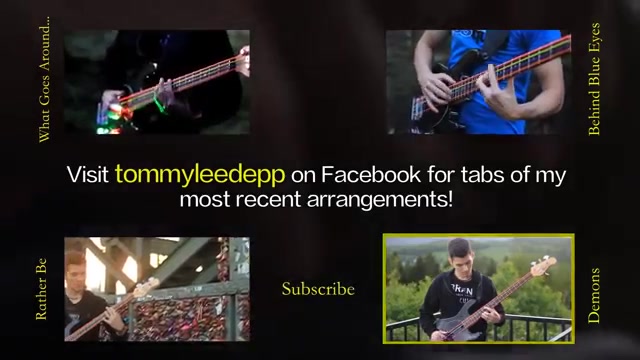 What Goes Around...
Behind Blue Eyes
Visit tommyleedepp on Facebook for tabs of my
most recent arrangements!
Rather Be
Subscribe
Demons